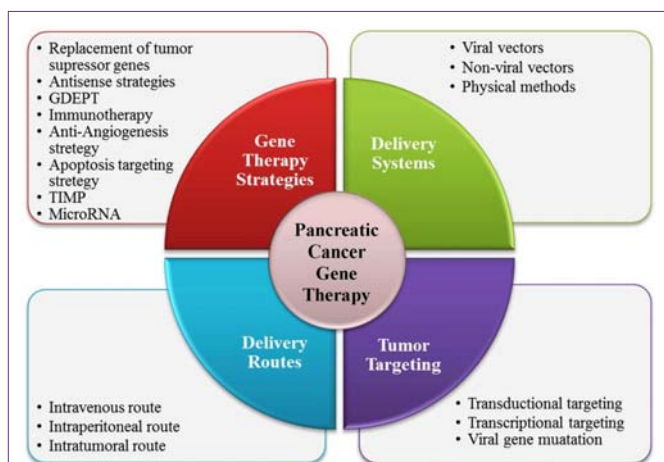 • Replacement of tumor
supressor genes
• Antisense strategies
• GDEPT
• Immunotherapy
• Anti-Angiogenesis
stretegy
• Apoptosis targeting
stretegy
• TIMP
• MicroRNA
Gene
Therapy
Strategies
• Viral vectors
• Non-viral vectors
• Physical methods
Delivery
Systems
Pancreatic
Cancer
Gene
Therapy
Delivery
Routes
• Intravenous route
• Intraperitoneal route
• Intratumoral route
Tumor
Targeting
• Transductional targeting
• Transcriptional targeting
• Viral gene muatation